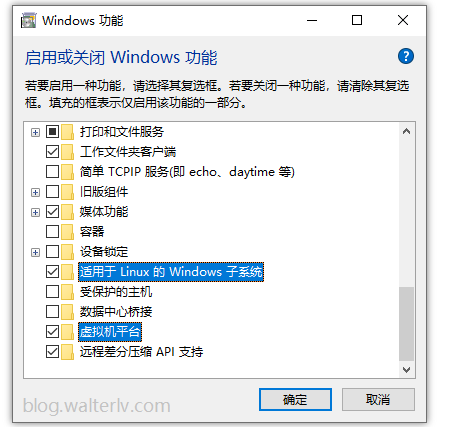 Windows 功能
启用或关闭 Windows 功能
若要启用一种功能，请选择其复选框。若要关闭一种功能，请清除其复选
框。填充的框表示仅启用该功能的一部分。
打印和文件服务
工作文件夹客户端
简单 TCPIP 服务(即 echo、daytime 等)
旧版组件
媒体功能
容器
设备锁定
适用于 Linux 的 Windows 子系统
受保护的主机
数据中心桥接
虚拟机平台
远程差分压缩 API 支持
确定
取消
blog.walterlv.com